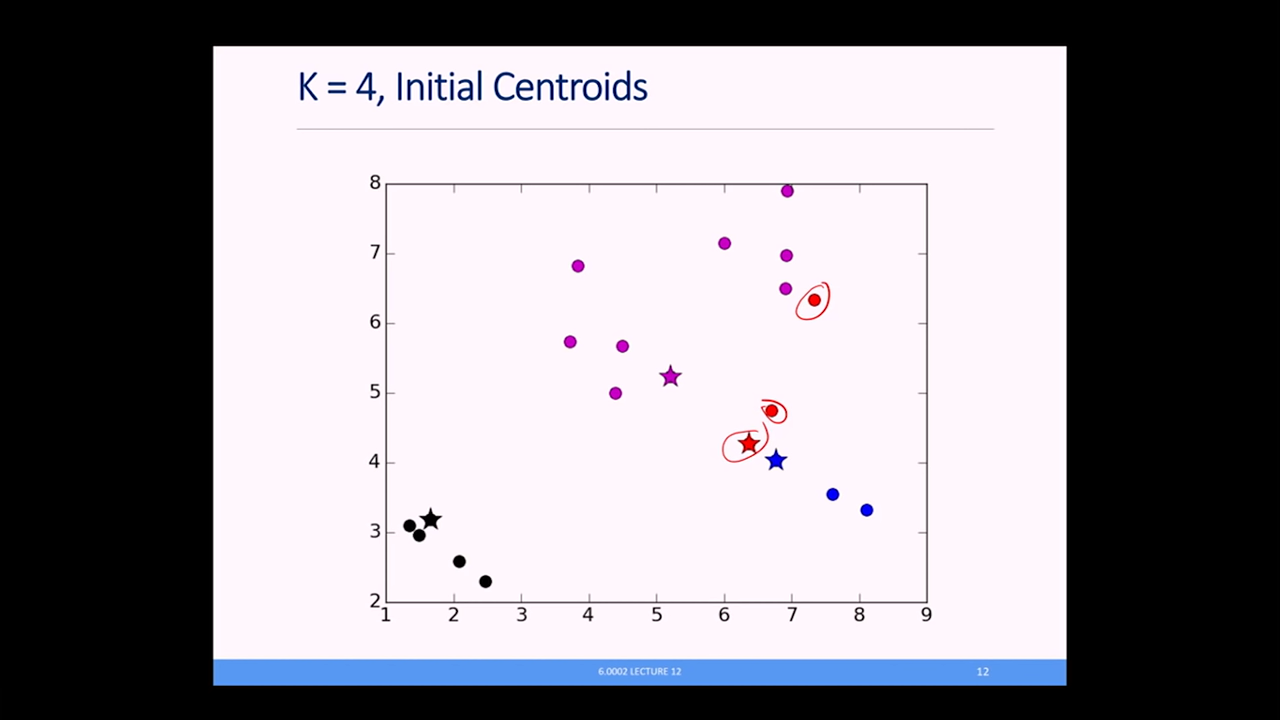 K = 4, Initial Centroids
8
7
6
5
4
3
2
1 2 3 4 5 6 7 8 9
6.0002 LECTURE 12
12